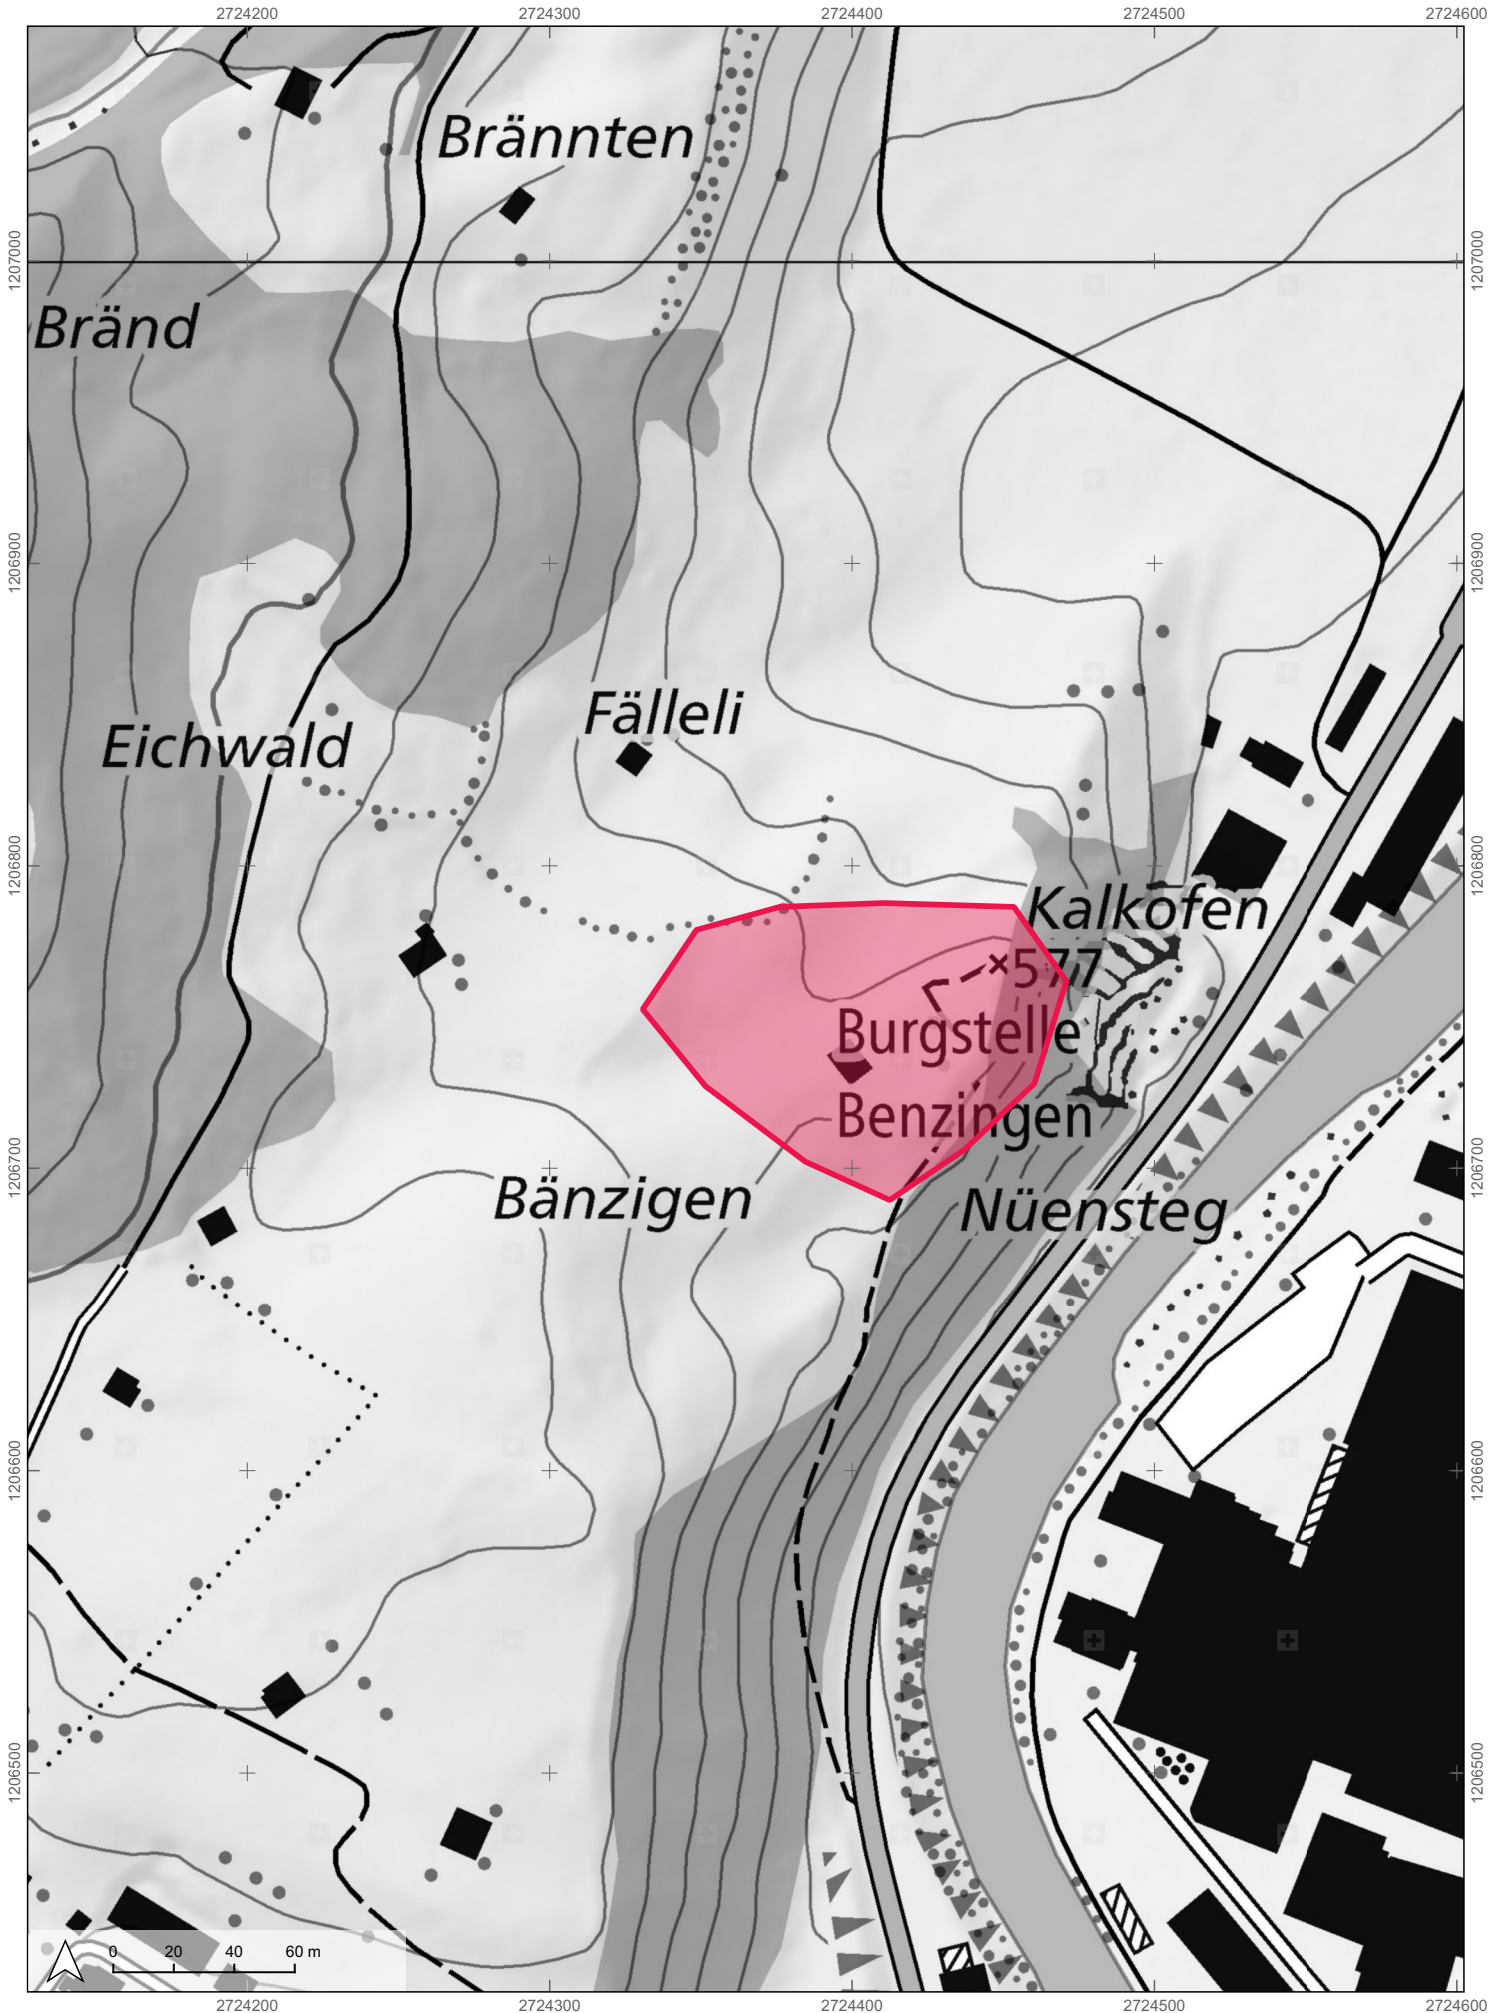 2724200 2724300 2724400 2724500 2724600
Brännten
1207000 1207000
Bränd
1206900 1206900
Fälleli
Eichwald
1206800 1206800
Kalkofen
577
Burgstelle
Benzingen
1206700 1206700
Bänzigen
Nüensteg
1206600 1206600
1206500 1206500
0 20 40 60 m
2724200 2724300 2724400 2724500 2724600